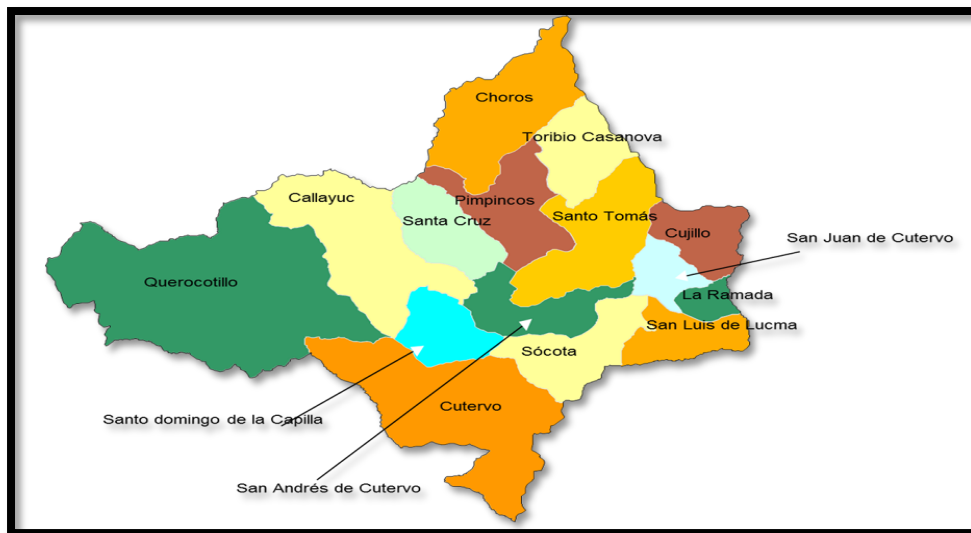 Choros
Toribio Casanova
Callayuc
Pimpincos
Santa Cruz
Santo Tomás
Cujillo
San Juan de Cutervo
Querocotillo
La Ramada
San Luis de Lucma
Sócota
Cutervo
Santo domingo de la Capilla
San Andrés de Cutervo